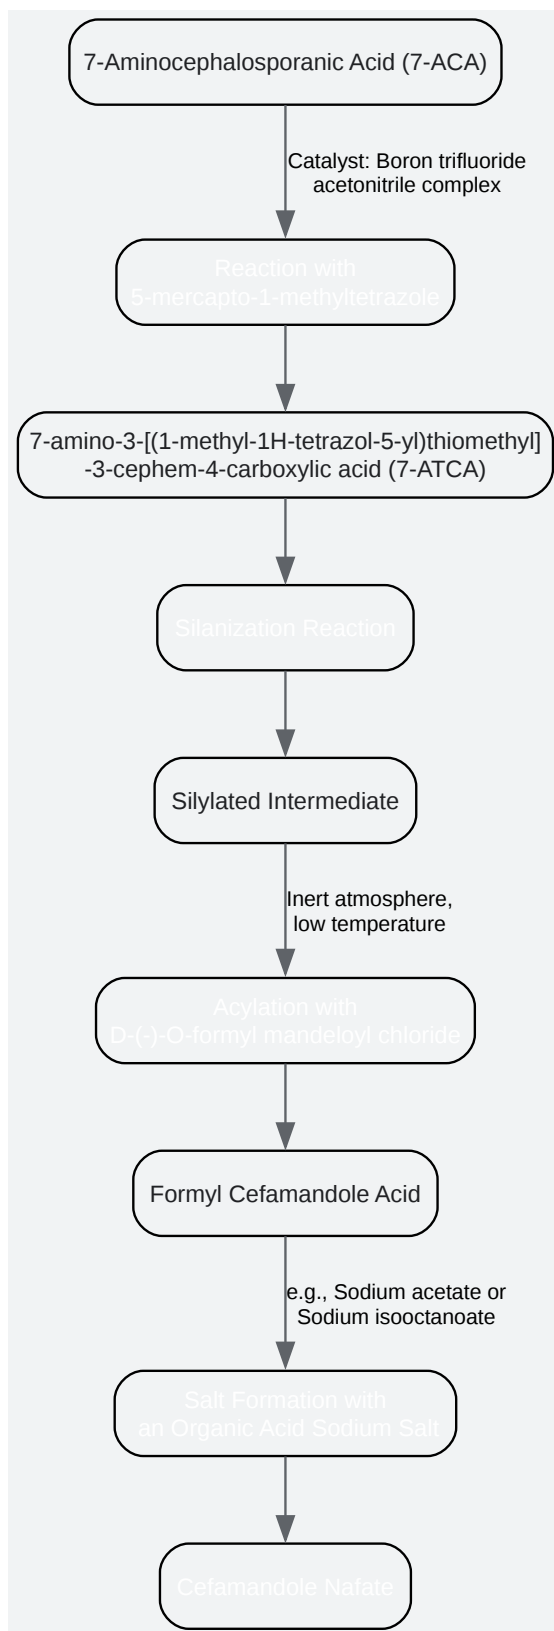 7-Aminocephalosporanic Acid (7-ACA)
Catalyst: Boron trifluoride
acetonitrile complex
Reaction with
5-mercapto-1-methyltetrazole
7-amino-3-[(1-methyl-1H-tetrazol-5-yl)thiomethyl]
-3-cephem-4-carboxylic acid (7-ATCA)
Silanization Reaction
Silylated Intermediate
Inert atmosphere,
low temperature
Acylation with
D-(-)-O-formyl mandeloyl chloride
Formyl Cefamandole Acid
e.g., Sodium acetate or
Sodium isooctanoate
Salt Formation with
an Organic Acid Sodium Salt
Cefamandole Nafate